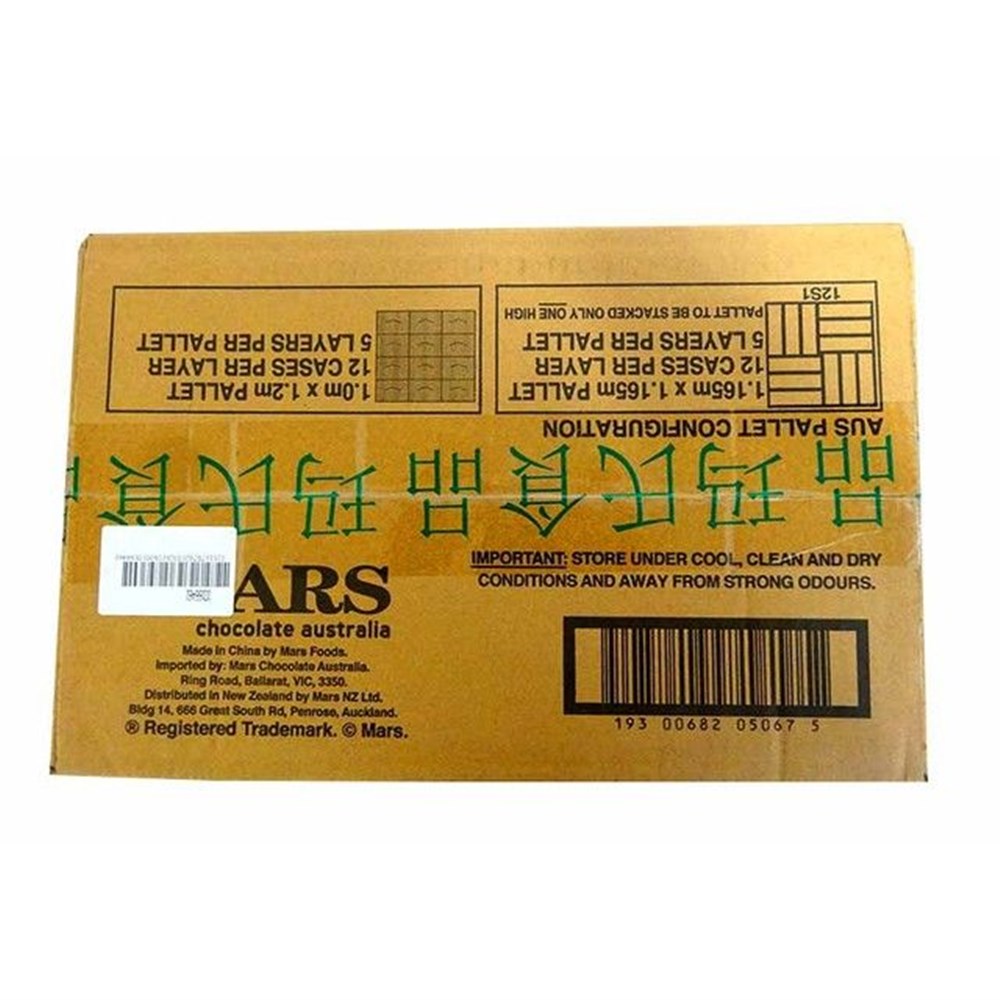 12S1
PALLET TO BE STACKED ONLY ONE HIGH
5 LAYERS PER PALLET
12 CASES PER LAYER
1.165m x 1.165m PALLET
5 LAYERS PER PALLET
12 CASES PER LAYER
1.0m x 1.2m PALLET
AUS PALLET CONFIGURATION
品玛氏食品玛氏食品
IMPORTANT: STORE UNDER COOL, CLEAN AND DRY
CONDITIONS AND AWAY FROM STRONG ODOURS.
ARS
chocolate australia
Made in China by Mars Foods.
Imported by: Mars Chocolate Australia.
Ring Road, Ballarat, VIC, 3350.
Distributed in New Zealand by Mars NZ Ltd.
Bldg 14, 666 Great South Rd, Penrose, Auckland.
® Registered Trademark. © Mars.
193 00682 05067 5